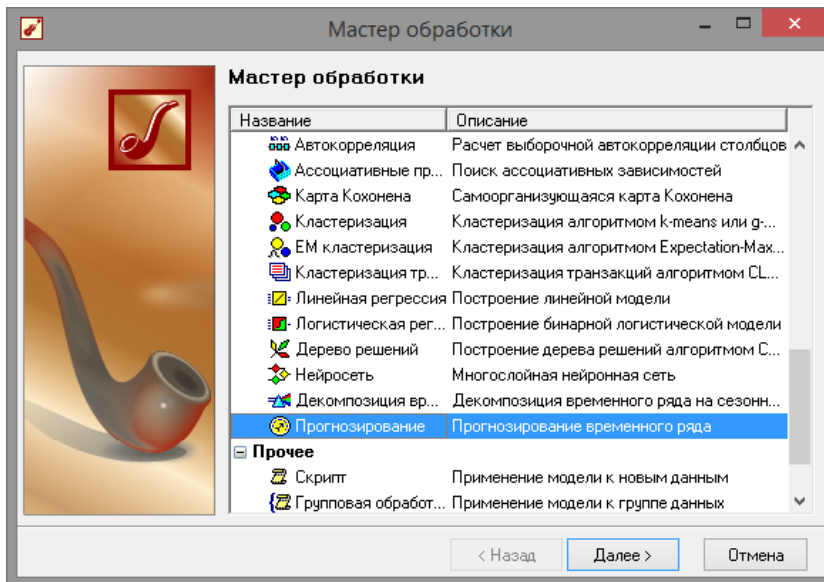 Мастер обработки
Мастер обработки
Название Описание
Автокорреляция Расчет выборочной автокорреляции столбцов
Ассоциативные пр... Поиск ассоциативных зависимостей
Карта Кохонена Самоорганизующаяся карта Кохонена
Кластеризация Кластеризация алгоритмом k-means или g-...
EM кластеризация Кластеризация алгоритмом Expectation-Max...
Кластеризация тр... Кластеризация транзакций алгоритмом CL...
Линейная регрессия Построение линейной модели
Логистическая рег... Построение бинарной логистической модели
Дерево решений Построение дерева решений алгоритмом C...
Нейросеть Многослойная нейронная сеть
Декомпозиция вр... Декомпозиция временного ряда на сезонн...
Прогнозирование Прогнозирование временного ряда
Прочее
Скрипт Применение модели к новым данным
Групповая обработ... Применение модели к группе данных
< Назад Далее > Отмена